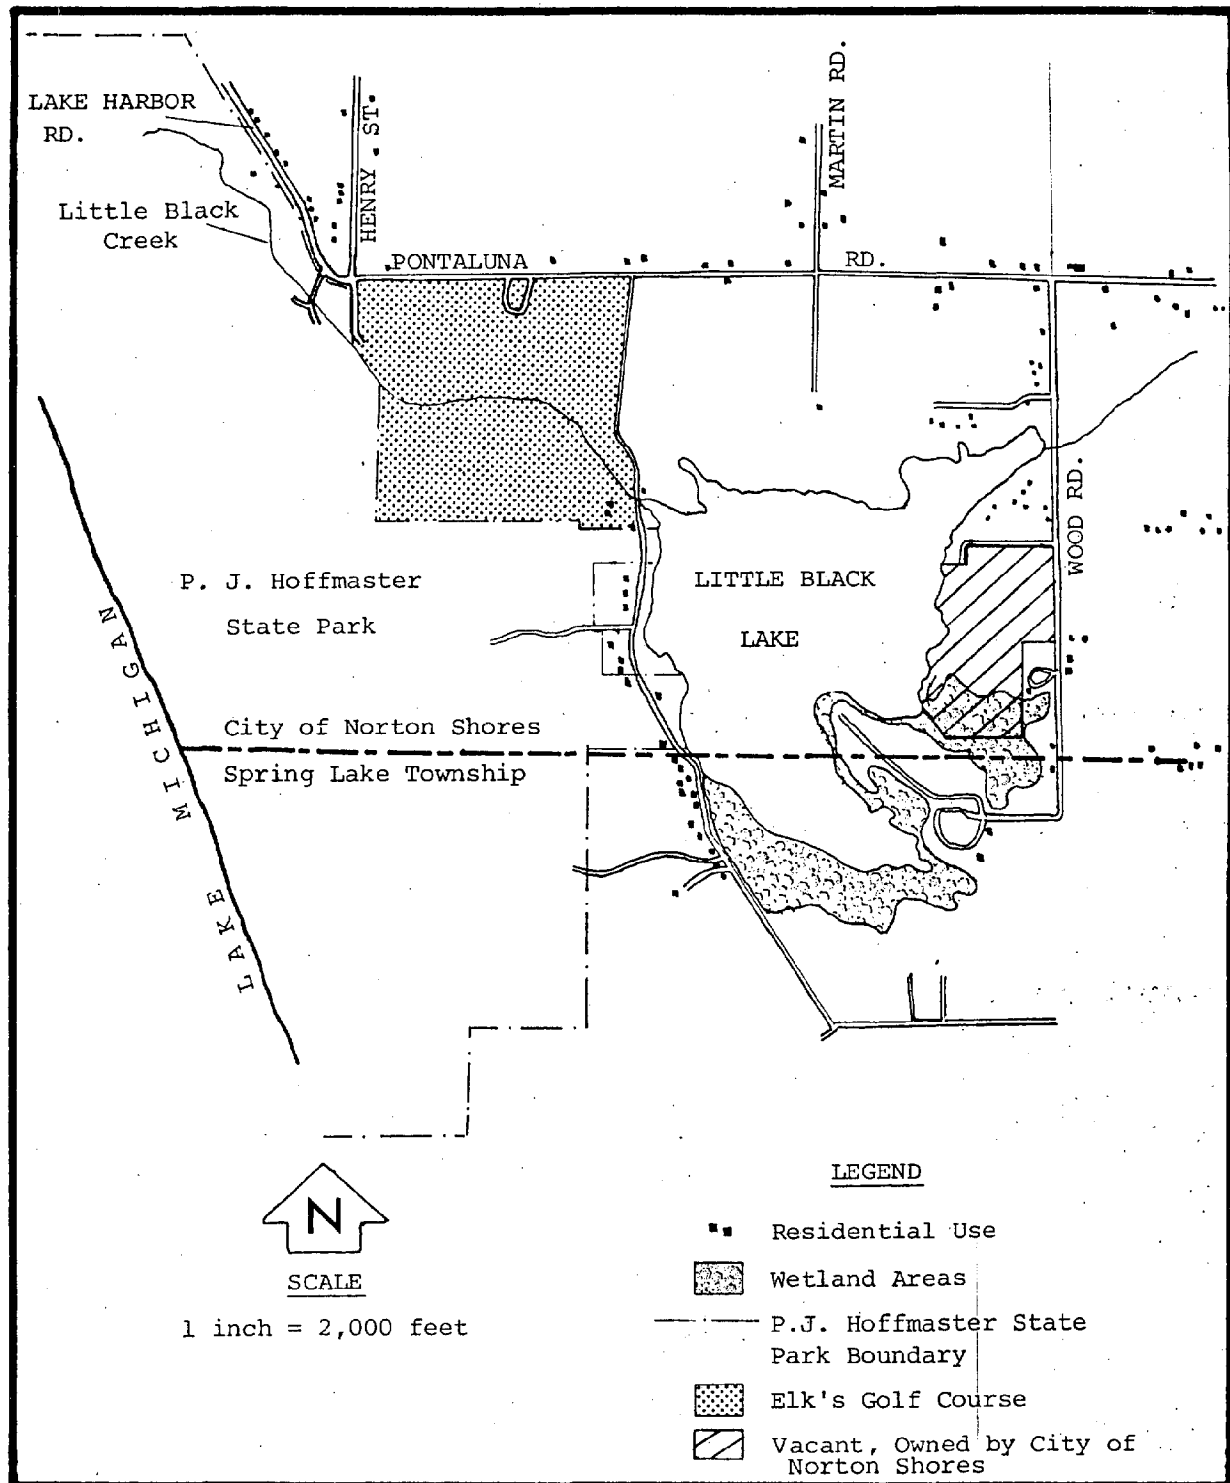 LAKE HARBOR
RD.
HENRY ST.
MARTIN RD.
Little Black
Creek
PONTALUNA RD.
WOOD RD.
P. J. Hoffmaster
State Park
LITTLE BLACK
LAKE
LAKE MICHIGAN
City of Norton Shores
Spring Lake Township
N
SCALE
1 inch = 2,000 feet
LEGEND
Residential Use
Wetland Areas
P.J. Hoffmaster State
Park Boundary
Elk's Golf Course
Vacant, Owned by City of
Norton Shores